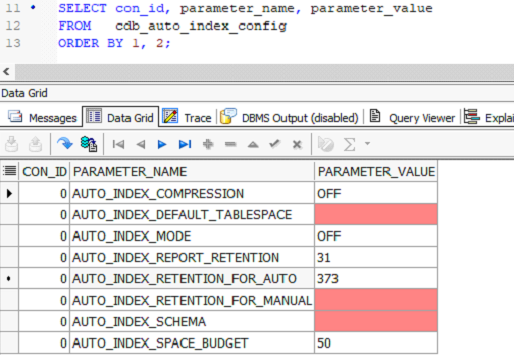 11 SELECT con_id, parameter_name, parameter_value
12 FROM cdb_auto_index_config
13 ORDER BY 1, 2;
Data Grid
Messages Data Grid Trace DBMS Output (disabled) Query Viewer Explai
CON_ID PARAMETER_NAME PARAMETER_VALUE
0 AUTO_INDEX_COMPRESSION OFF
0 AUTO_INDEX_DEFAULT_TABLESPACE
0 AUTO_INDEX_MODE OFF
0 AUTO_INDEX_REPORT_RETENTION 31
0 AUTO_INDEX_RETENTION_FOR_AUTO 373
0 AUTO_INDEX_RETENTION_FOR_MANUAL
0 AUTO_INDEX_SCHEMA
0 AUTO_INDEX_SPACE_BUDGET 50